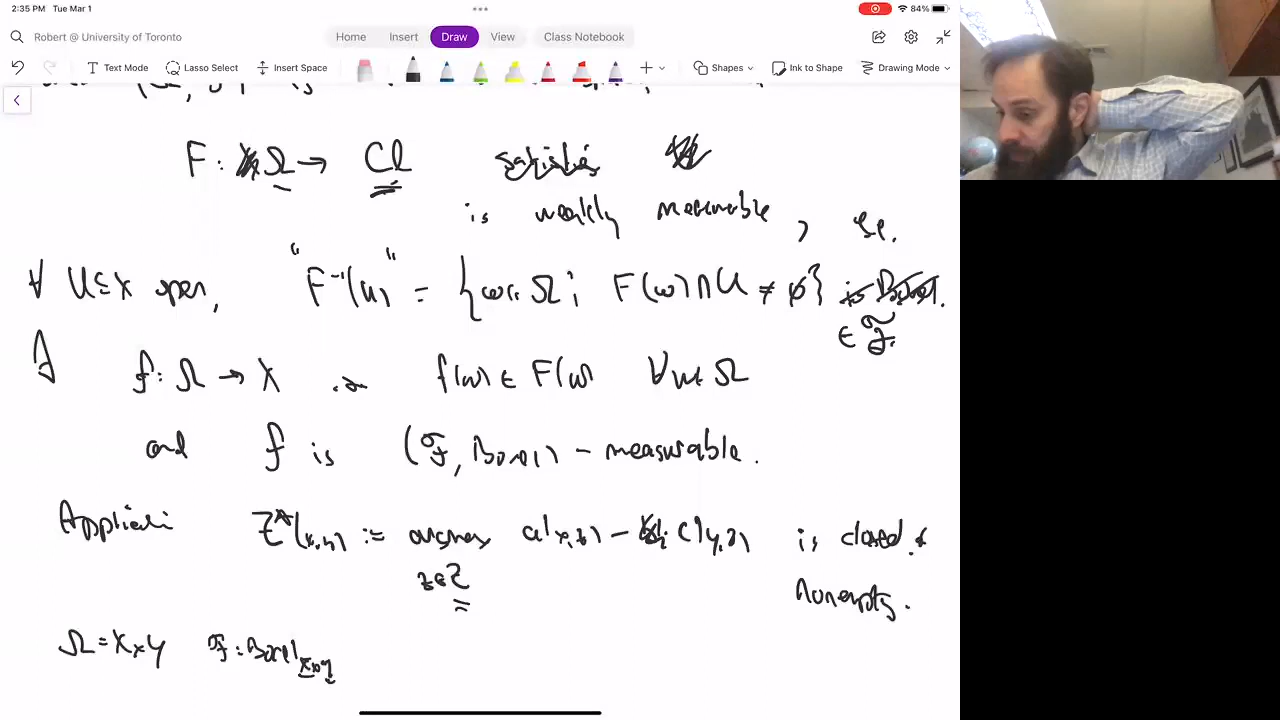 2:35 PM Tue Mar 1
84%
Robert @ University of Toronto
Home Insert Draw View Class Notebook
Text Mode Lasso Select Insert Space Shapes Ink to Shape Drawing Mode
F : Ω → Cl
is weakly measurable, i.e.
∀ U ⊆ X open, "F⁻¹(U)" = {ω ∈ Ω ; F(ω) ∩ U ≠ ∅} ∈ 𝓕.
∃ f : Ω → X f(ω) ∈ F(ω) ∀ω ∈ Ω
and f is (𝓕, Borel) - measurable.
Z*(x,y) := argmax a(x,z) - c(y,z) is closed &
z ∈ Z
nonempty.
Ω = X × Y 𝓕 = Borel